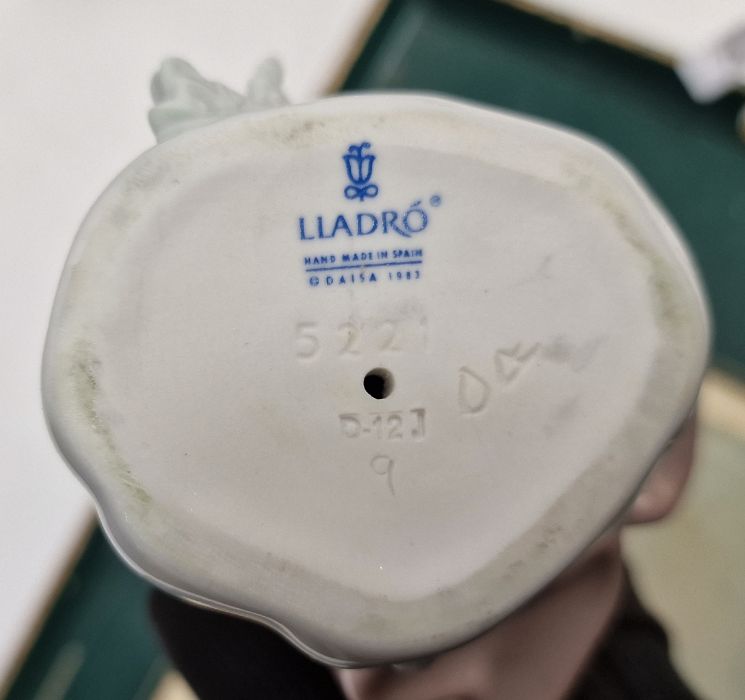 LLADRÓ®
HAND MADE IN SPAIN
© DAISA 1983
5221
D-12J
9